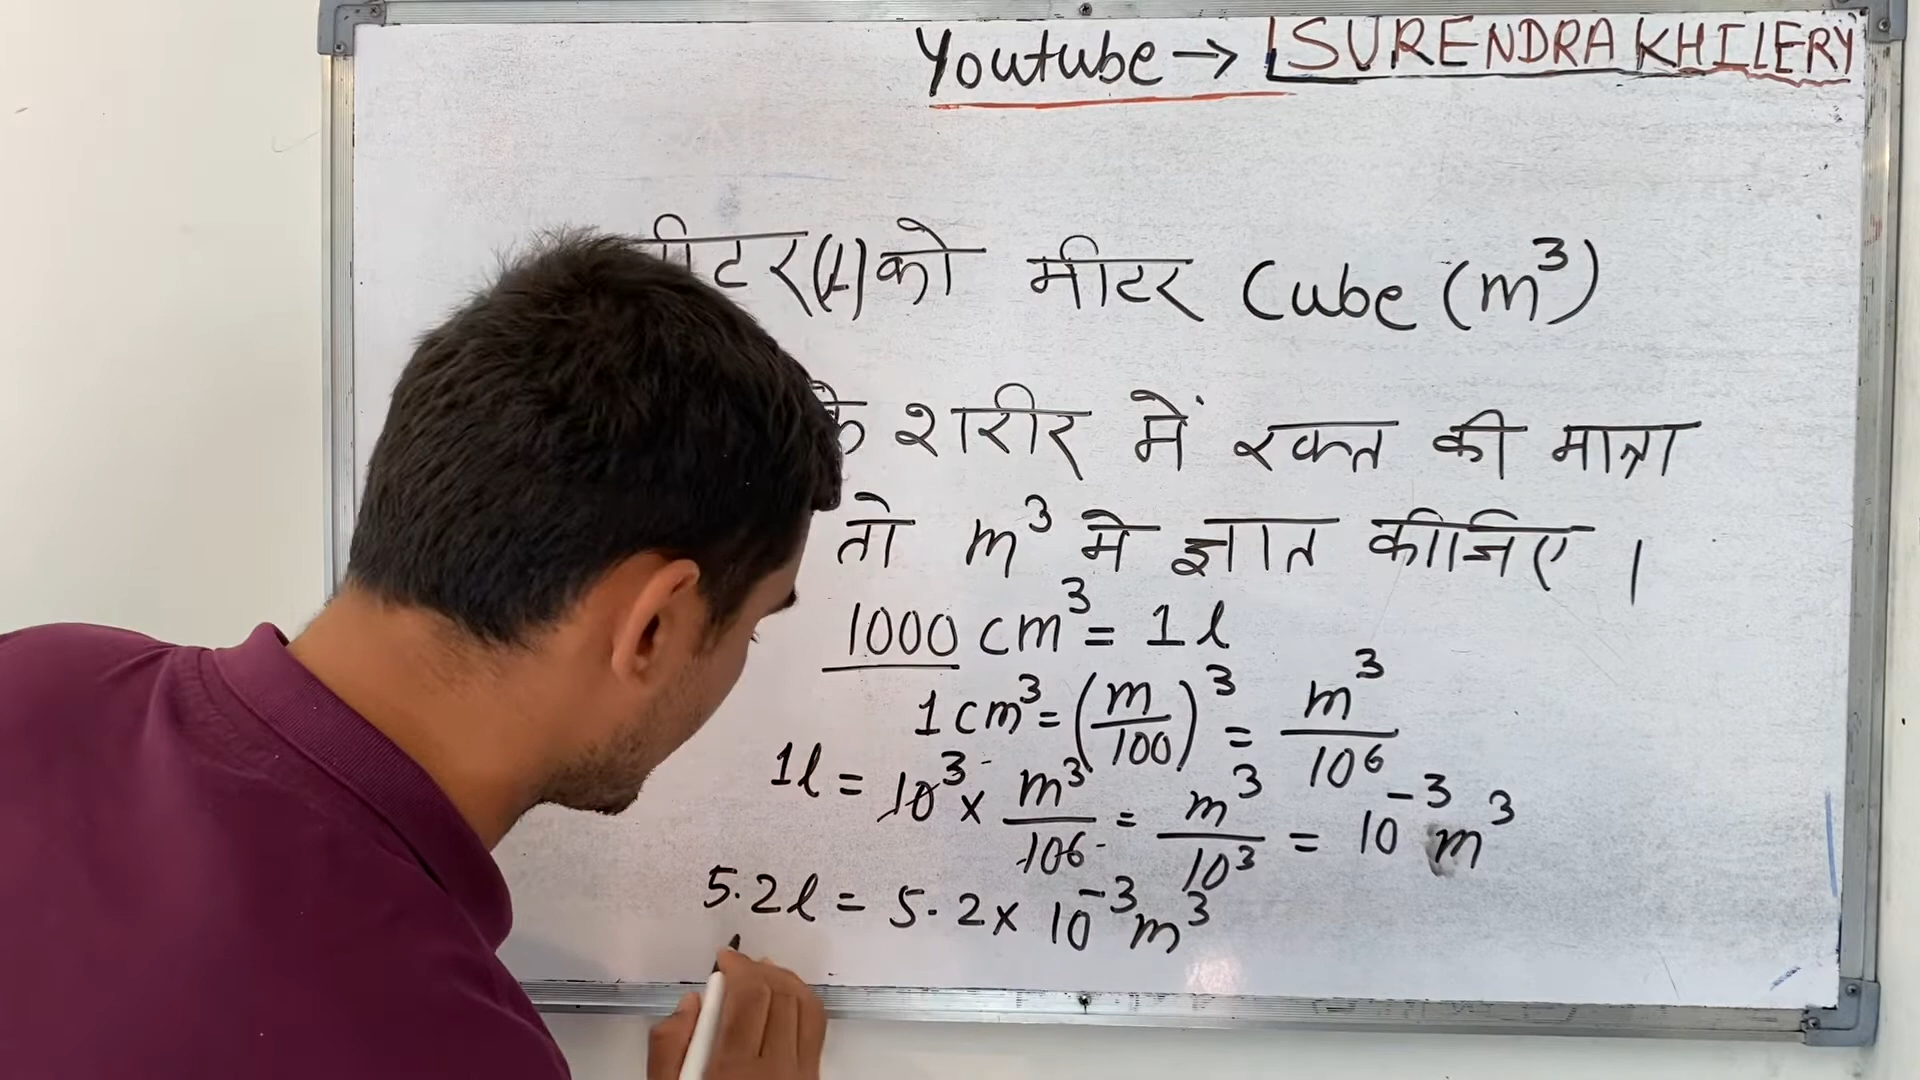 Youtube → SURENDRA KHILERY
को मीटर Cube (m³)
शरीर में रक्त की मात्रा
तो m³ मे ज्ञात कीजिए ।
1000 cm³ = 1 l
1 cm³ = (m/100)³ = m³/10⁶
1l = 10³ × m³/10⁶ = m³/10³ = 10⁻³ m³
5.2 l = 5.2 × 10⁻³ m³